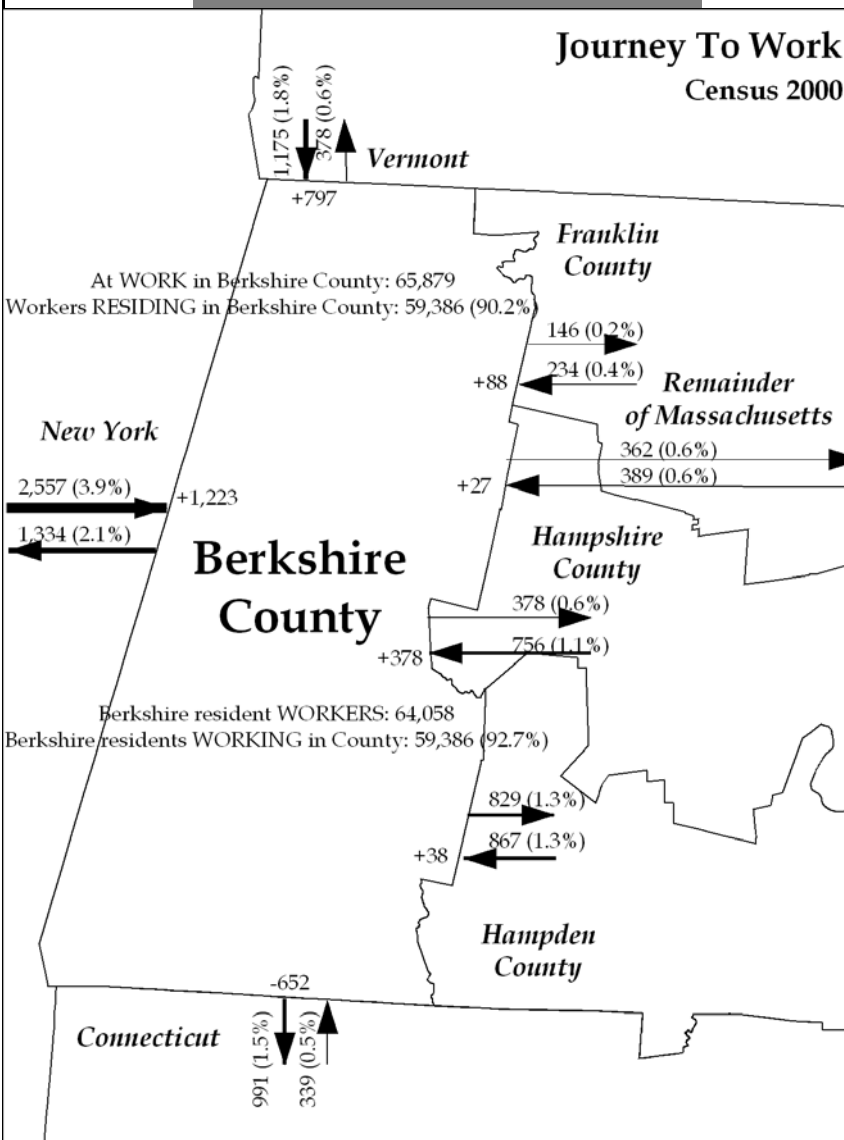 Journey To Work
Census 2000
1,175 (1.8%)
378 (0.6%)
Vermont
+797
Franklin
County
At WORK in Berkshire County: 65,879
Workers RESIDING in Berkshire County: 59,386 (90.2%)
146 (0.2%)
234 (0.4%)
+88
Remainder
of Massachusetts
New York
362 (0.6%)
389 (0.6%)
+27
2,557 (3.9%)
+1,223
1,334 (2.1%)
Berkshire
County
Hampshire
County
378 (0.6%)
756 (1.1%)
+378
Berkshire resident WORKERS: 64,058
Berkshire residents WORKING in County: 59,386 (92.7%)
829 (1.3%)
867 (1.3%)
+38
Hampden
County
-652
Connecticut
991 (1.5%)
339 (0.5%)